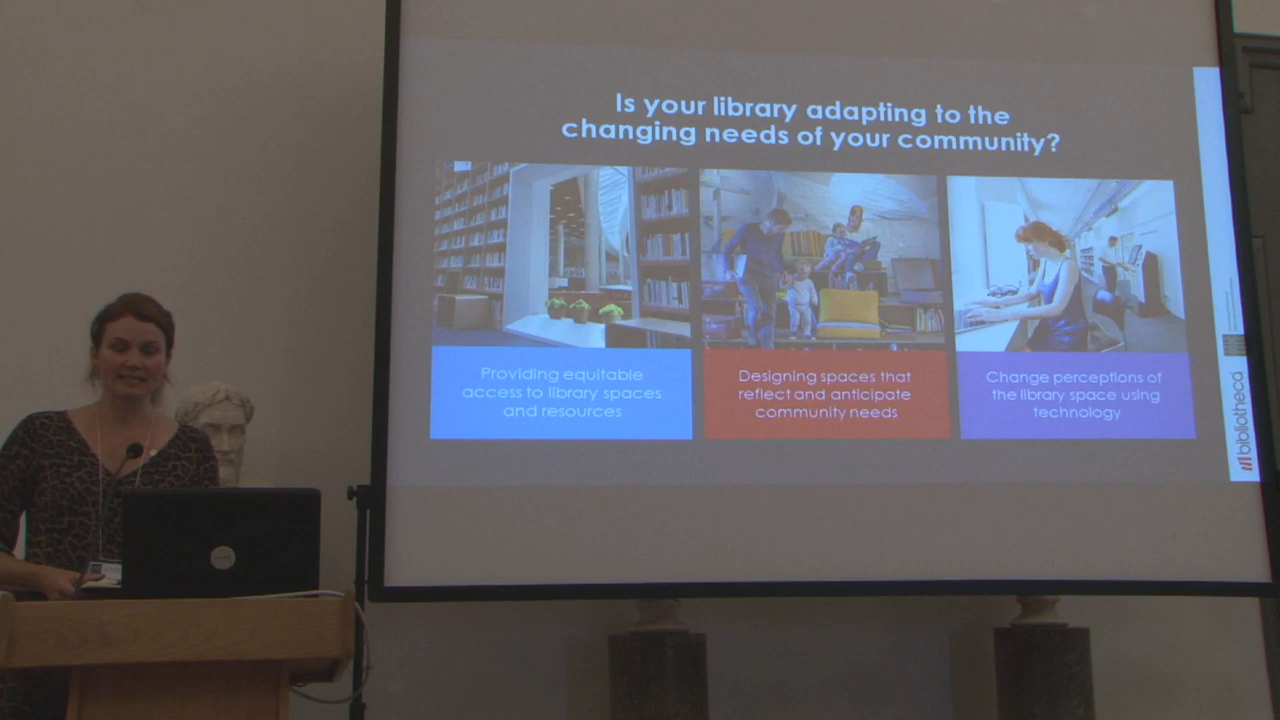 Is your library adapting to the
changing needs of your community?
Providing equitable
access to library spaces
and resources
Designing spaces that
reflect and anticipate
community needs
Change perceptions of
the library space using
technology
bibliotheca